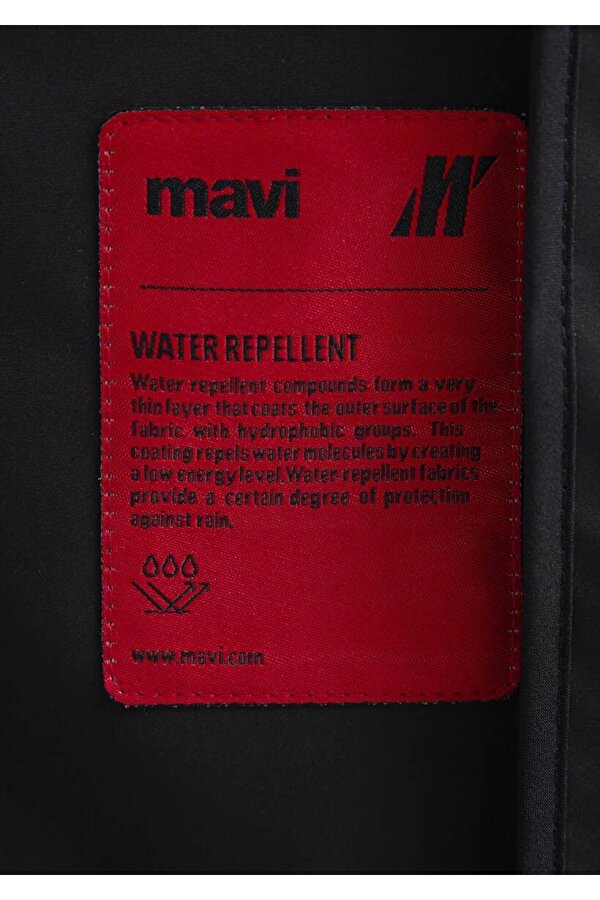 mavi M
WATER REPELLENT
Water repellent compounds form a very
thin layer that coats the outer surface of the
fabric with hydrophobic groups. This
coating repels water molecules by creating
a low energy level. Water-repellent fabrics
provide a certain degree of protection
against rain.
www.mavi.com